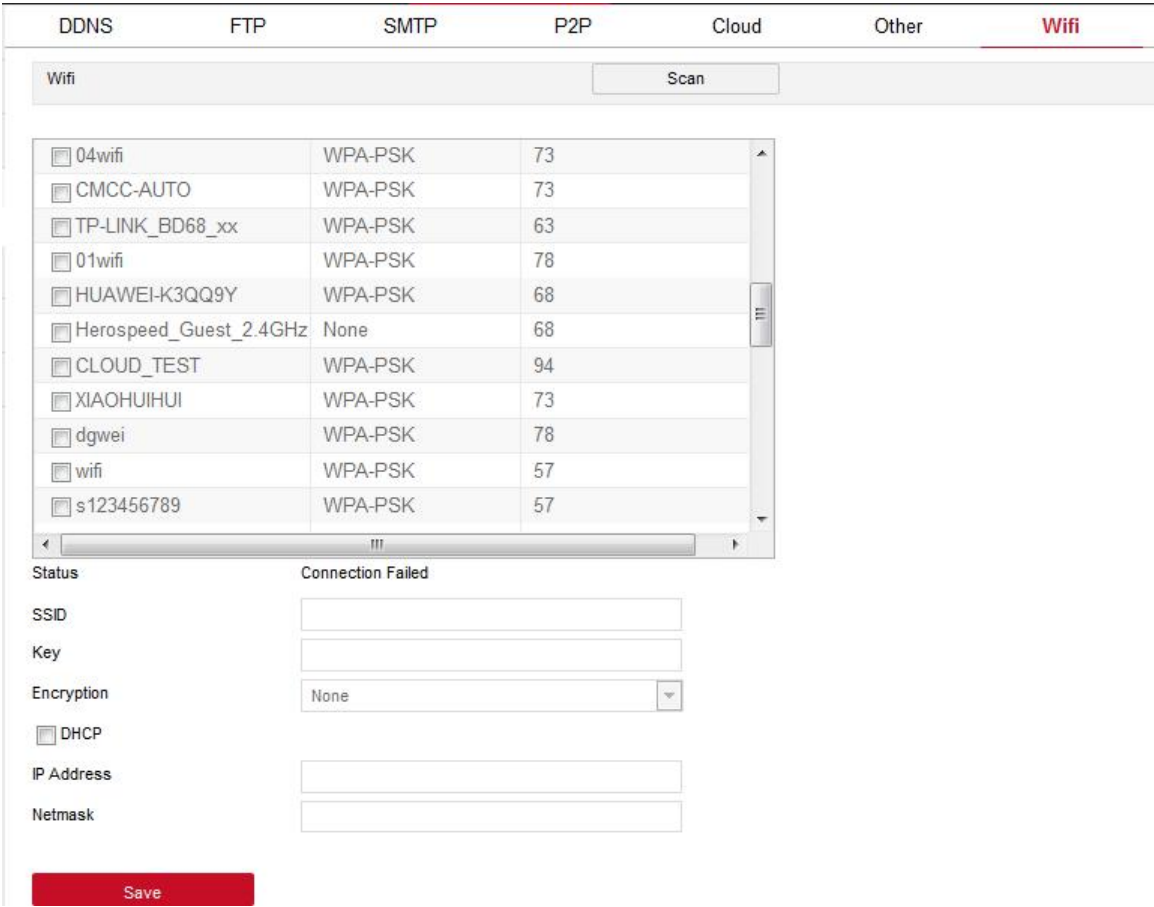 DDNS FTP SMTP P2P Cloud Other Wifi
Wifi Scan
04wifi WPA-PSK 73
CMCC-AUTO WPA-PSK 73
TP-LINK_BD68_xx WPA-PSK 63
01wifi WPA-PSK 78
HUAWEI-K3QQ9Y WPA-PSK 68
Herospeed_Guest_2.4GHz None 68
CLOUD_TEST WPA-PSK 94
XIAOHUIHUI WPA-PSK 73
dgwei WPA-PSK 78
wifi WPA-PSK 57
s123456789 WPA-PSK 57
Status Connection Failed
SSID
Key
Encryption None
DHCP
IP Address
Netmask
Save